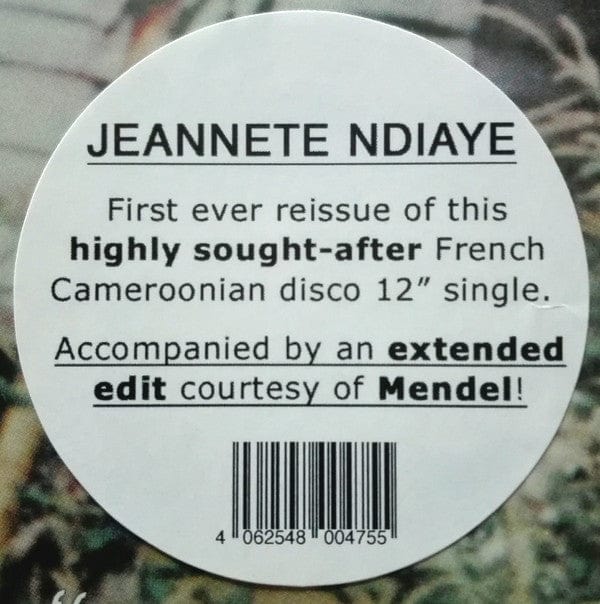 JEANNETE NDIAYE
First ever reissue of this
highly sought-after French
Cameroonian disco 12” single.
Accompanied by an extended
edit courtesy of Mendel!
4 062548 004755
“